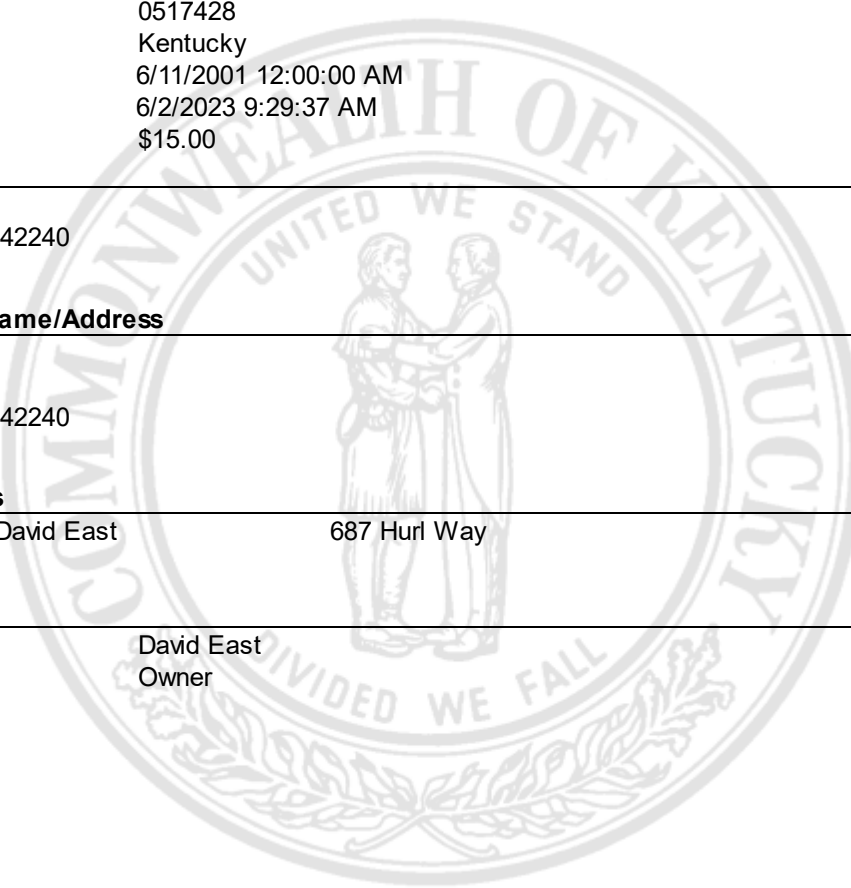 0517428
Kentucky
6/11/2001 12:00:00 AM
6/2/2023 9:29:37 AM
$15.00
42240
ame/Address
42240
s
David East 687 Hurl Way
David East
Owner
COMMONWEALTH OF KENTUCKY
UNITED WE STAND
DIVIDED WE FALL